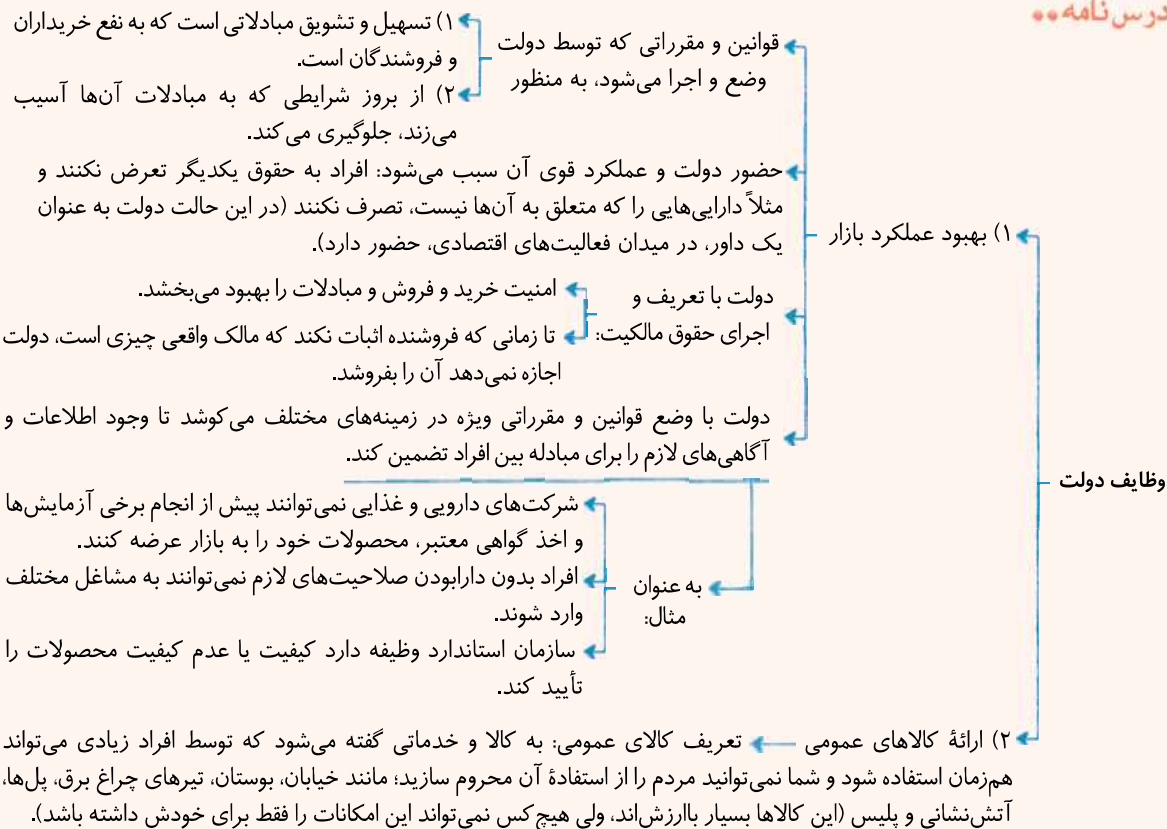 درس‌نامه
وظایف دولت
۱) بهبود عملکرد بازار
قوانین و مقرراتی که توسط دولت
وضع و اجرا می‌شود، به منظور
۱) تسهیل و تشویق مبادلاتی است که به نفع خریداران
و فروشندگان است.
۲) از بروز شرایطی که به مبادلات آن‌ها آسیب
می‌زند، جلوگیری می‌کند.
حضور دولت و عملکرد قوی آن سبب می‌شود: افراد به حقوق یکدیگر تعرض نکنند و
مثلاً دارایی‌هایی را که متعلق به آن‌ها نیست، تصرف نکنند (در این حالت دولت به عنوان
یک داور، در میدان فعالیت‌های اقتصادی، حضور دارد).
دولت با تعریف و
اجرای حقوق مالکیت:
امنیت خرید و فروش و مبادلات را بهبود می‌بخشد.
تا زمانی که فروشنده اثبات نکند که مالک واقعی چیزی است، دولت
اجازه نمی‌دهد آن را بفروشد.
دولت با وضع قوانین و مقرراتی ویژه در زمینه‌های مختلف می‌کوشد تا وجود اطلاعات و
آگاهی‌های لازم را برای مبادله بین افراد تضمین کند.
به عنوان
مثال:
شرکت‌های دارویی و غذایی نمی‌توانند پیش از انجام برخی آزمایش‌ها
و اخذ گواهی معتبر، محصولات خود را به بازار عرضه کنند.
افراد بدون دارابودن صلاحیت‌های لازم نمی‌توانند به مشاغل مختلف
وارد شوند.
سازمان استاندارد وظیفه دارد کیفیت یا عدم کیفیت محصولات را
تأیید کند.
۲) ارائهٔ کالاهای عمومی تعریف کالای عمومی: به کالا و خدماتی گفته می‌شود که توسط افراد زیادی می‌تواند
هم‌زمان استفاده شود و شما نمی‌توانید مردم را از استفادهٔ آن محروم سازید؛ مانند خیابان، بوستان، تیرهای چراغ برق، پل‌ها،
آتش‌نشانی و پلیس (این کالاها بسیار باارزش‌اند، ولی هیچ‌کس نمی‌تواند این امکانات را فقط برای خودش داشته باشد).